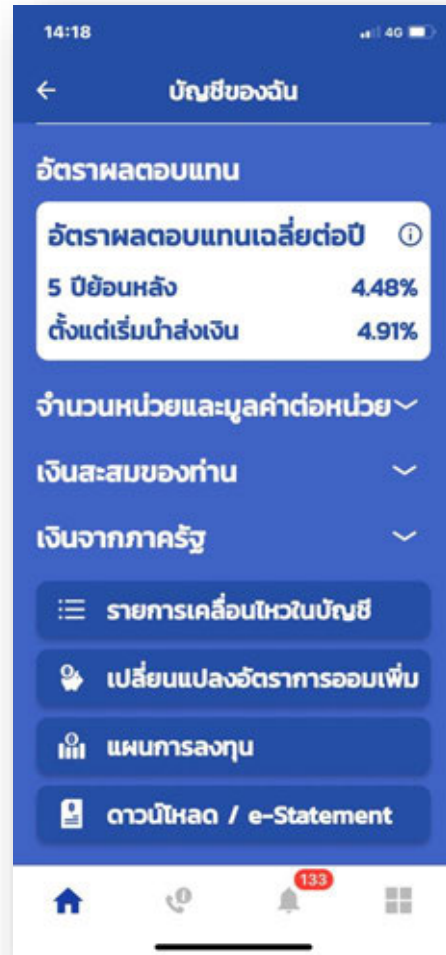 14:18
4G
บัญชีของฉัน
อัตราผลตอบแทน
อัตราผลตอบแทนเฉลี่ยต่อปี
5 ปีย้อนหลัง 4.48%
ตั้งแต่เริ่มนำส่งเงิน 4.91%
จำนวนหน่วยและมูลค่าต่อหน่วย
เงินสะสมของท่าน
เงินจากภาครัฐ
รายการเคลื่อนไหวในบัญชี
เปลี่ยนแปลงอัตราการออมเพิ่ม
แผนการลงทุน
ดาวน์โหลด / e-Statement
133